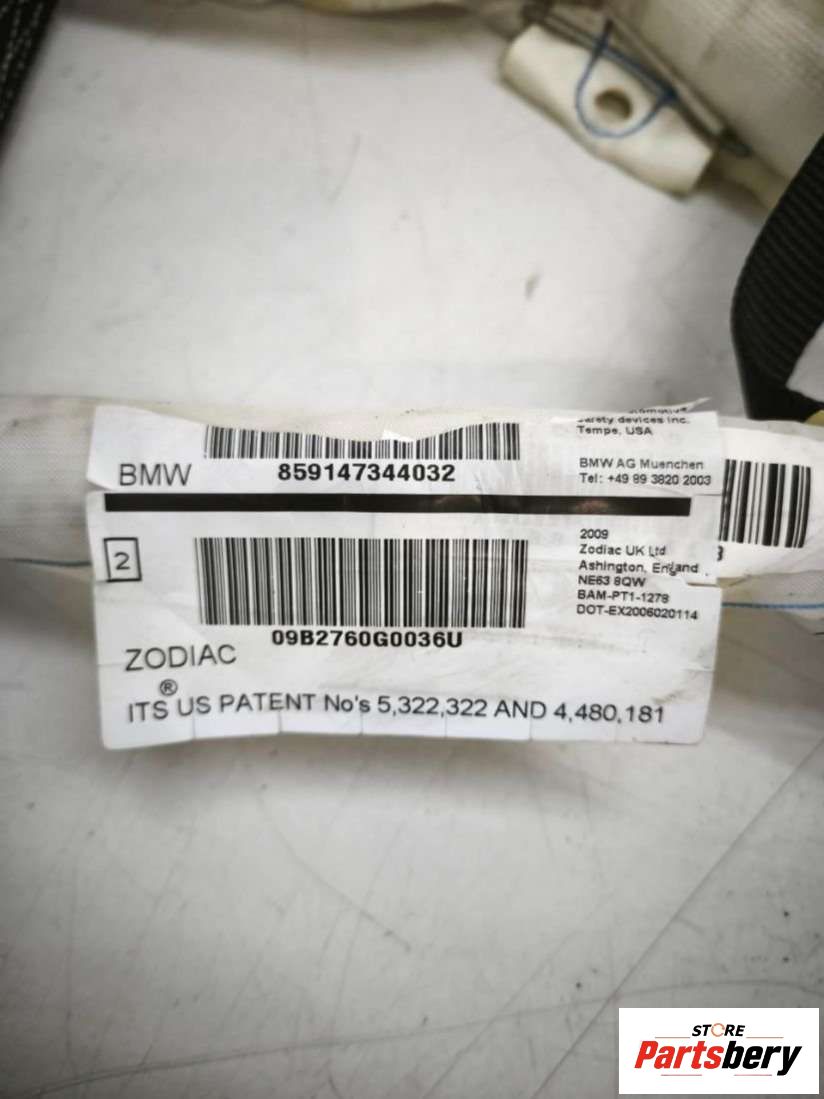 Safety devices Inc.
Tempe, USA
BMW
859147344032
BMW AG Muenchen
Tel: +49 89 3820 2003
2
09B2760G0036U
2009
Zodiac UK Ltd
Ashington, England
NE63 8QW
BAM-PT1-1278
DOT-EX2006020114
ZODIAC
®
ITS US PATENT No's 5,322,322 AND 4,480,181
STORE
Partsbery